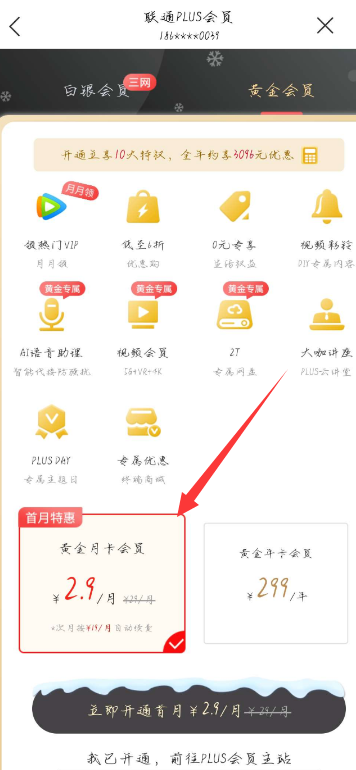 联通PLUS会员
186****0039
白银会员
三网
黄金会员
开通立享10大特权，全年约享3096元优惠
月月领
领热门VIP
低至6折
0元专享
视频彩铃
月月领
优惠购
生活权益
DIY专属内容
黄金专属
黄金专属
黄金专属
AI语音助理
视频会员
2T
大咖讲座
智能代接防骚扰
5G+VR+4K
专属网盘
PLUS云讲堂
PLUS DAY
专属优惠
专属主题日
终端商城
首月特惠
黄金月卡会员
¥2.9/月 ¥29/月
*次月按¥19/月自动续费
黄金年卡会员
¥299/年
立即开通首月¥2.9/月 ¥29/月
我已开通，前往PLUS会员主站